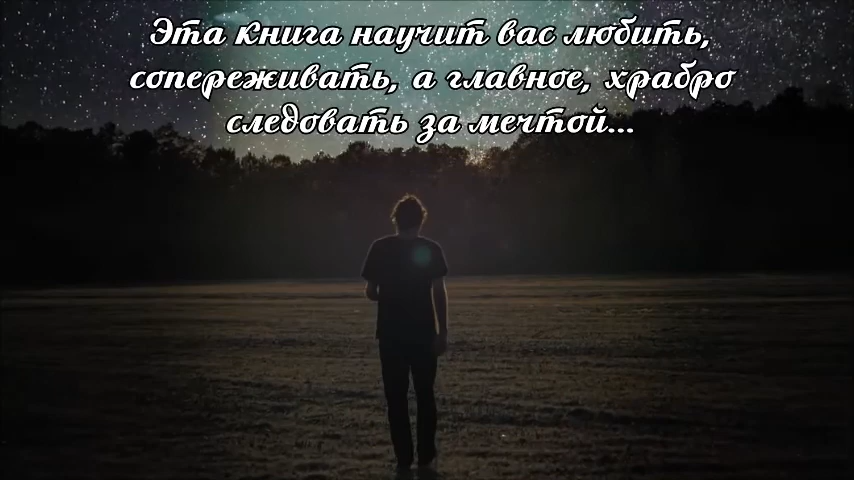 Эта книга научит вас любить,
сопереживать, а главное, храбро
следовать за мечтой...